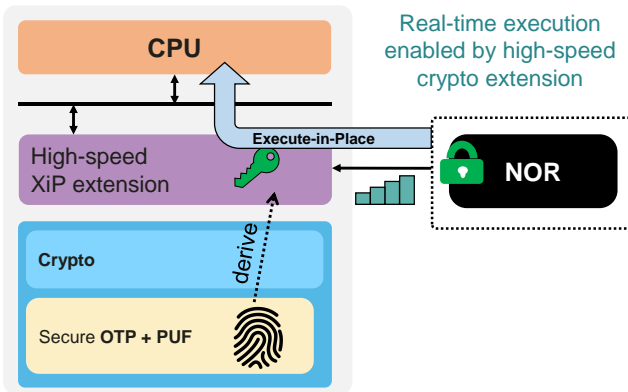 CPU
Real-time execution
enabled by high-speed
crypto extension
Execute-in-Place
High-speed
XiP extension
NOR
derive
Crypto
Secure OTP + PUF